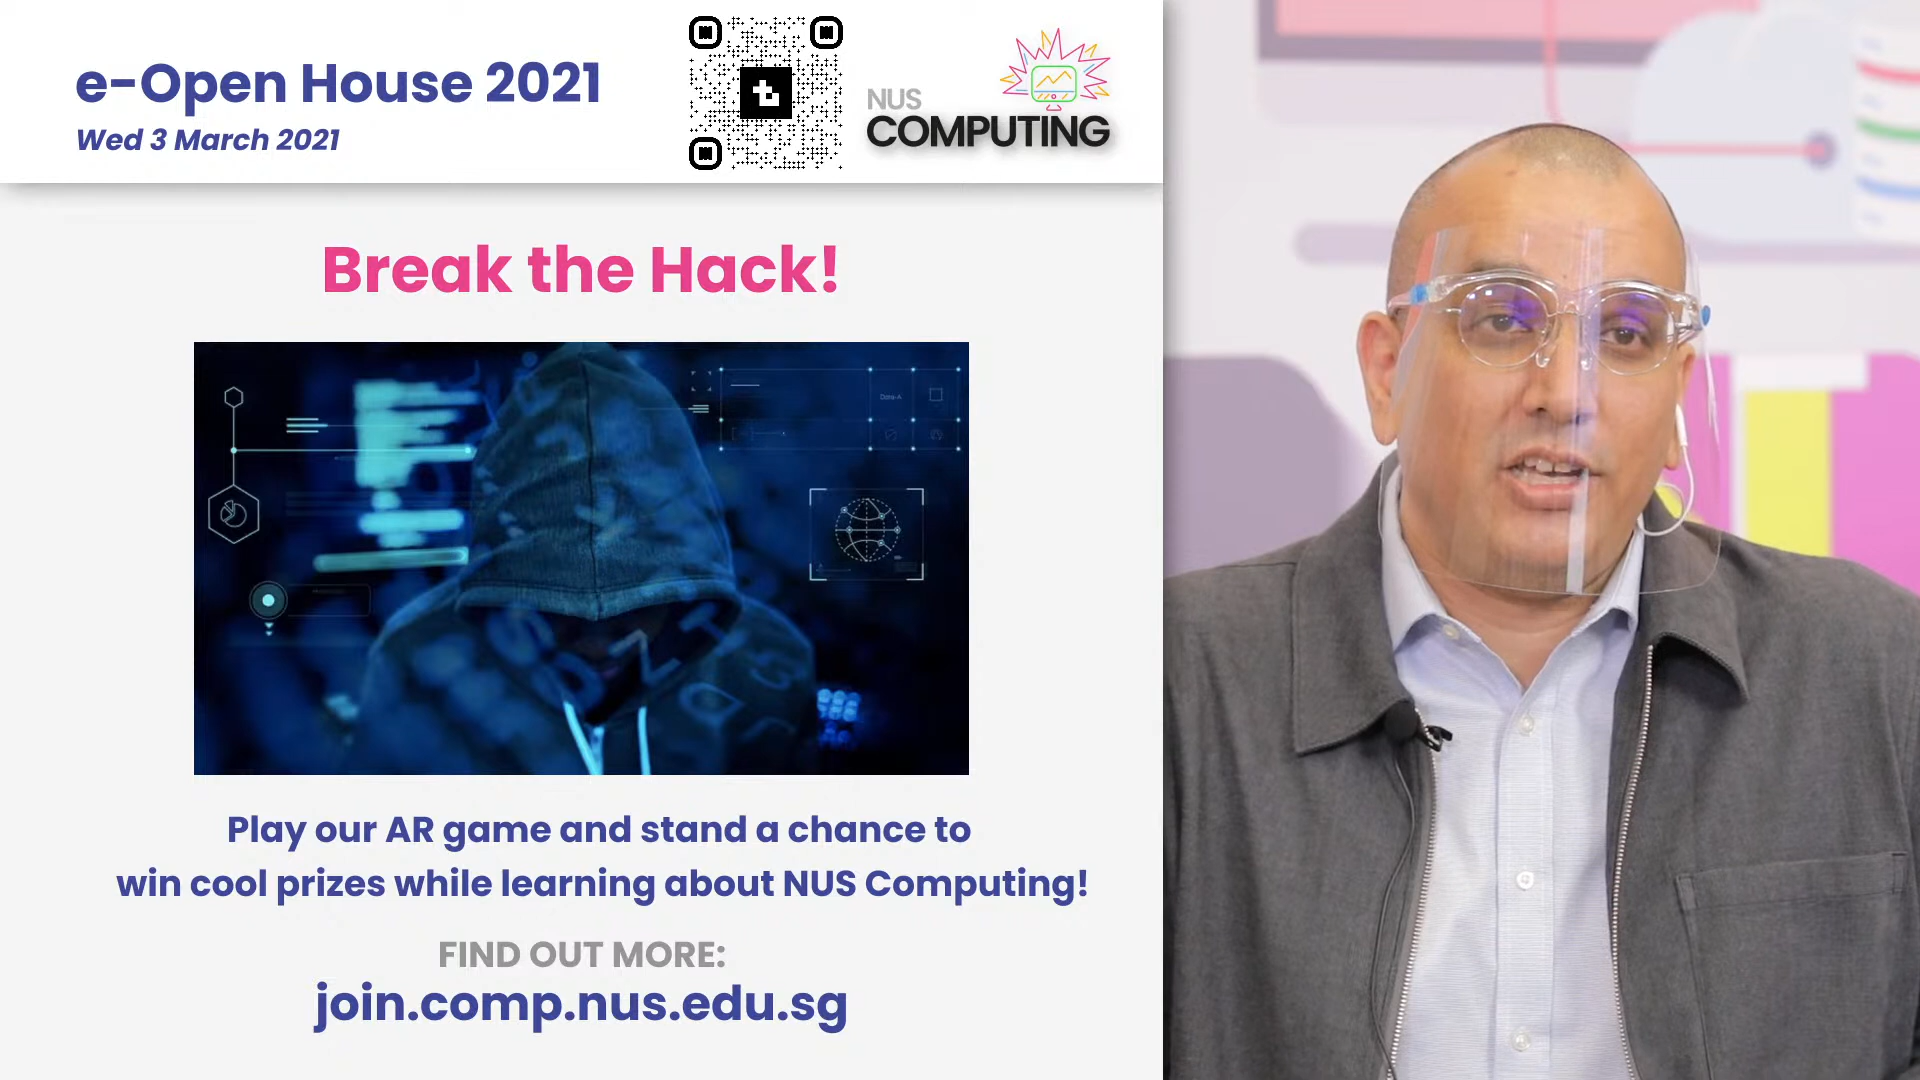 e-Open House 2021
Wed 3 March 2021
NUS
COMPUTING
Break the Hack!
Data-A
Play our AR game and stand a chance to
win cool prizes while learning about NUS Computing!
FIND OUT MORE:
join.comp.nus.edu.sg